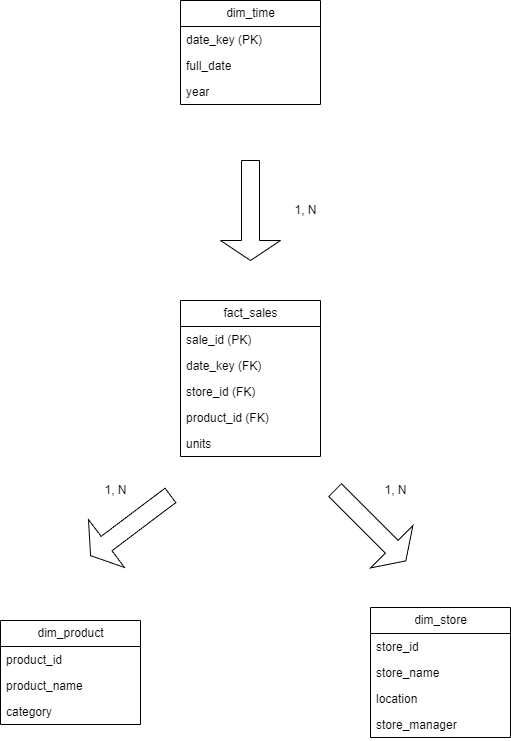 dim_time
date_key (PK)
full_date
year
1, N
fact_sales
sale_id (PK)
date_key (FK)
store_id (FK)
product_id (FK)
units
1, N
1, N
dim_product
product_id
product_name
category
dim_store
store_id
store_name
location
store_manager